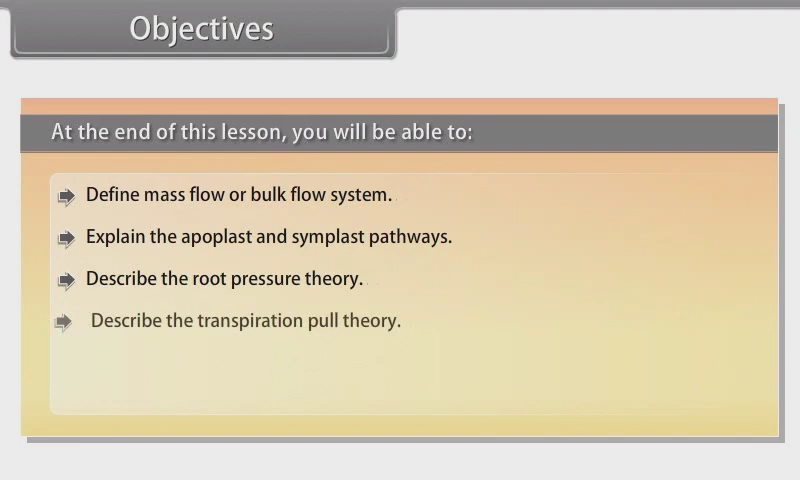 Objectives
At the end of this lesson, you will be able to:
Define mass flow or bulk flow system.
Explain the apoplast and symplast pathways.
Describe the root pressure theory.
Describe the transpiration pull theory.